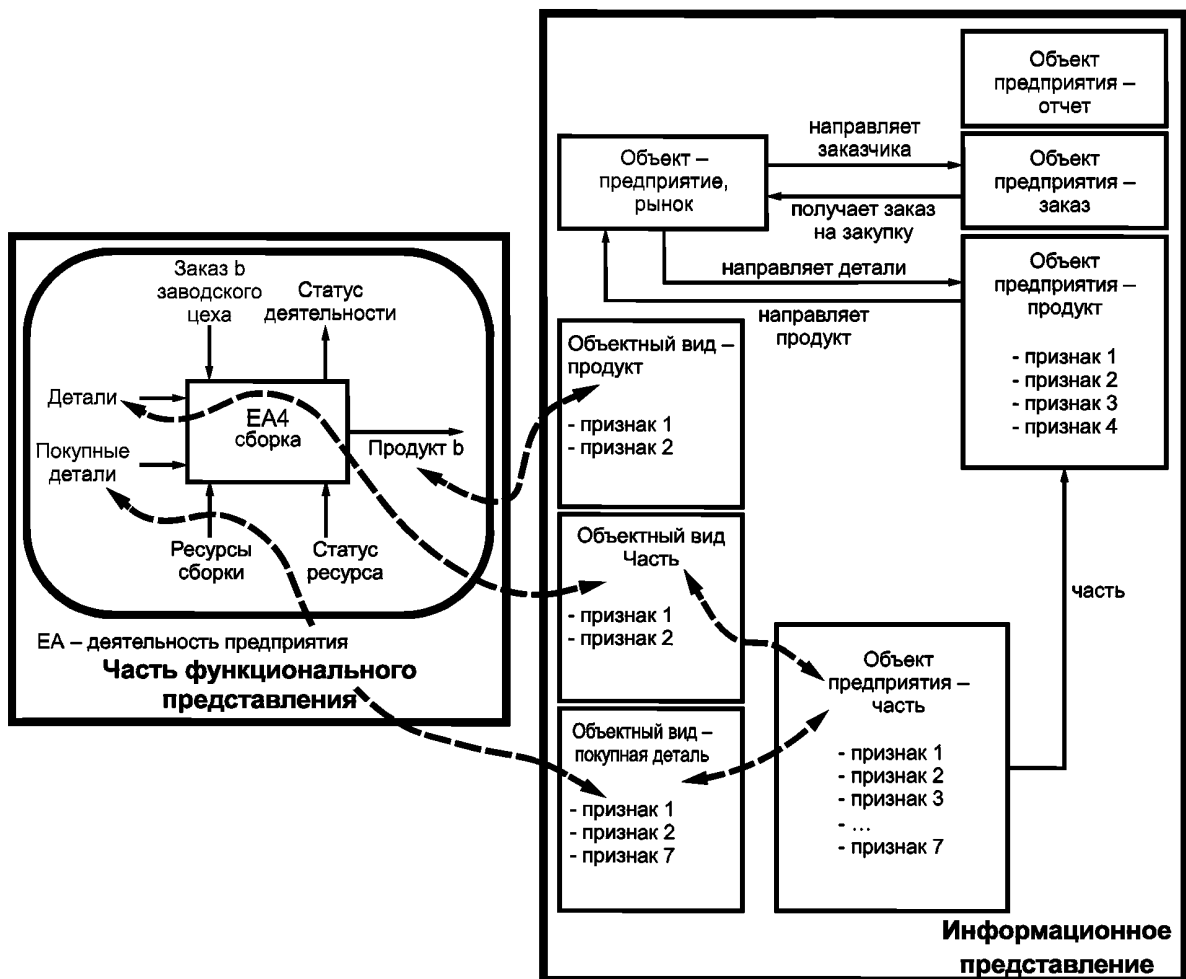 Заказ b
заводского
цеха
Статус
деятельности
Детали
EA4
сборка
Покупные
детали
Продукт b
Ресурсы
сборки
Статус
ресурса
EA – деятельность предприятия
Часть функционального
представления
Объект
предприятия –
отчет
направляет
заказчика
Объект –
предприятие,
рынок
Объект
предприятия –
заказ
получает заказ
на закупку
направляет детали
направляет
продукт
Объект
предприятия –
продукт
- признак 1
- признак 2
- признак 3
- признак 4
Объектный вид –
продукт
- признак 1
- признак 2
Объектный вид
Часть
- признак 1
- признак 2
часть
Объект
предприятия –
часть
- признак 1
- признак 2
- признак 3
- ...
- признак 7
Объектный вид –
покупная деталь
- признак 1
- признак 2
- признак 7
Информационное
представление